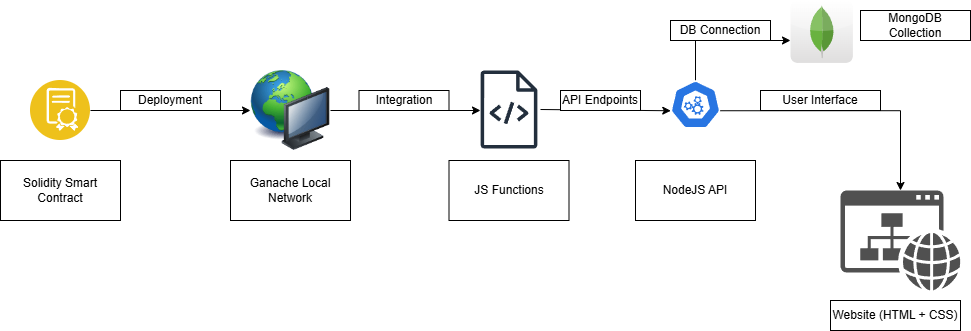 DB Connection
MongoDB
Collection
Deployment
Integration
API Endpoints
User Interface
Solidity Smart
Contract
Ganache Local
Network
JS Functions
NodeJS API
Website (HTML + CSS)